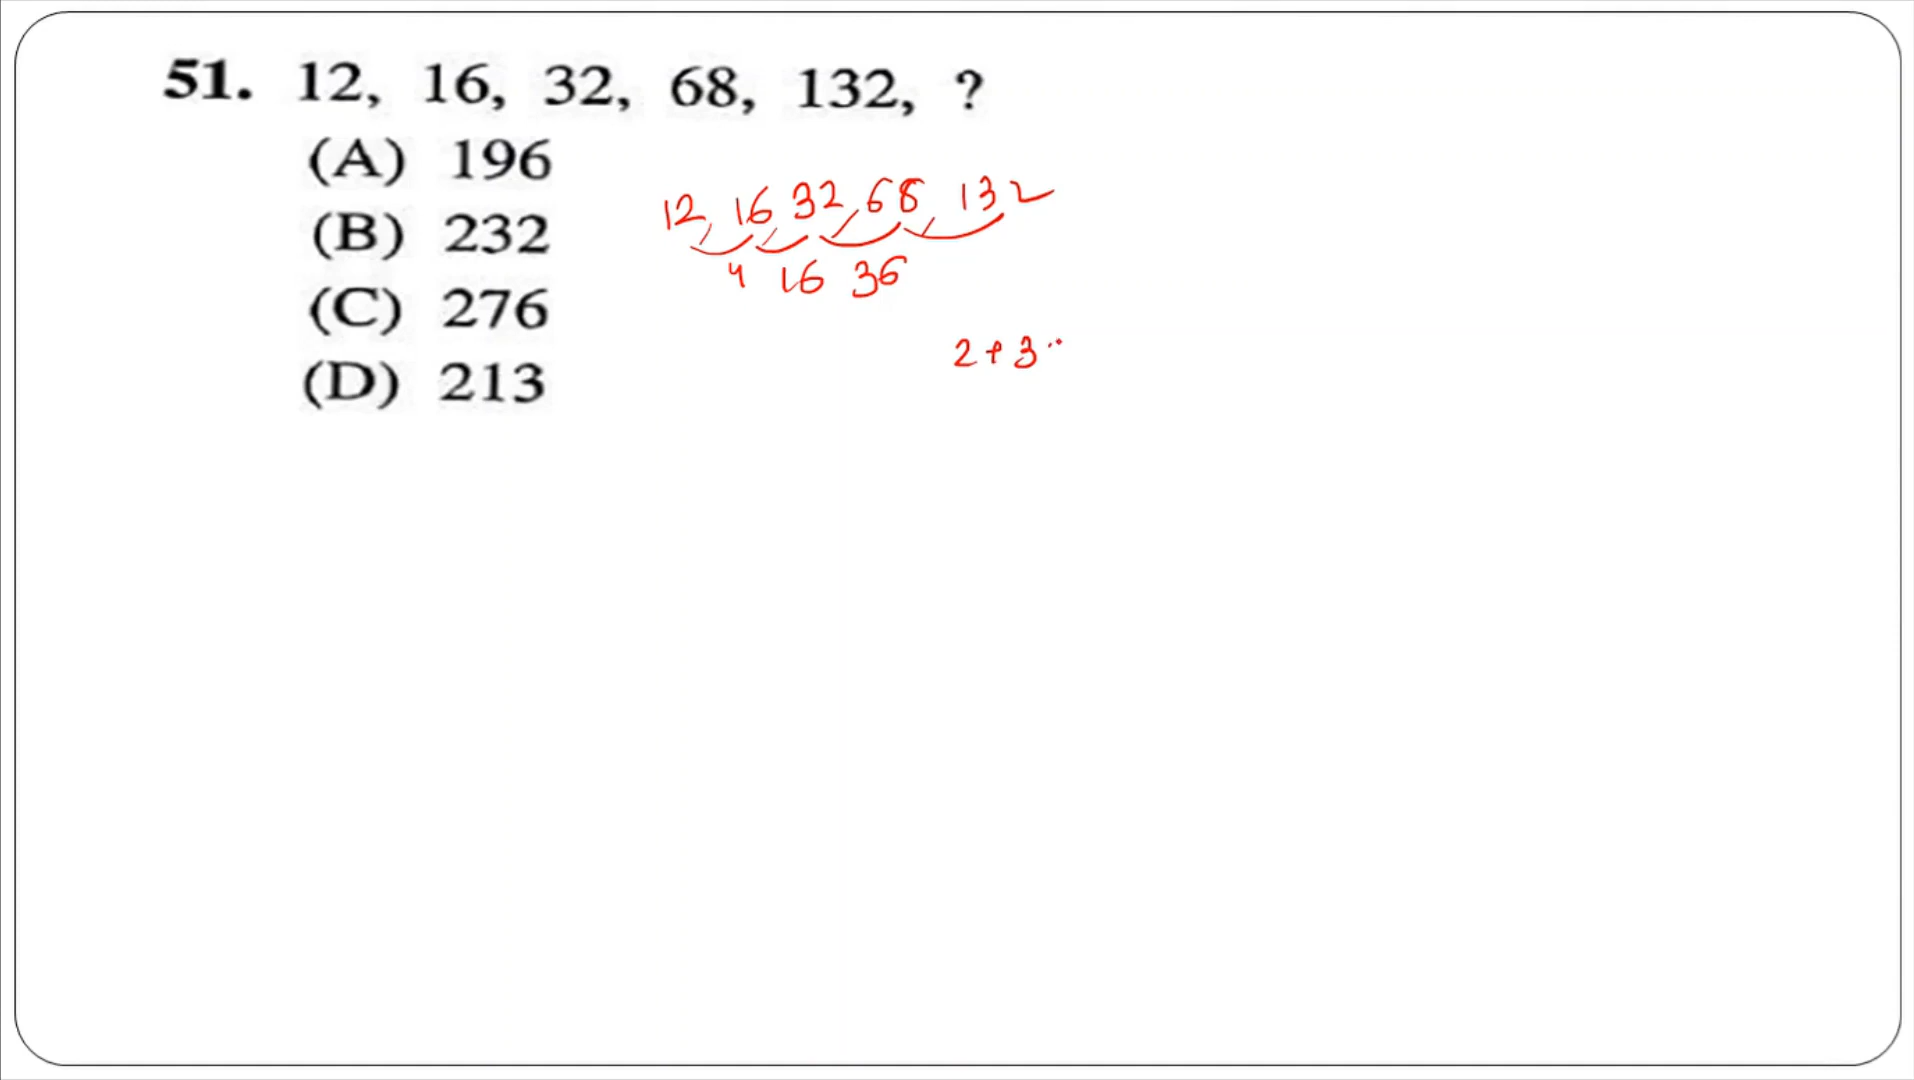 51. 12, 16, 32, 68, 132, ?
(A) 196
(B) 232
(C) 276
(D) 213
12, 16, 32, 68, 132
4 16 36
2 + 3 ..